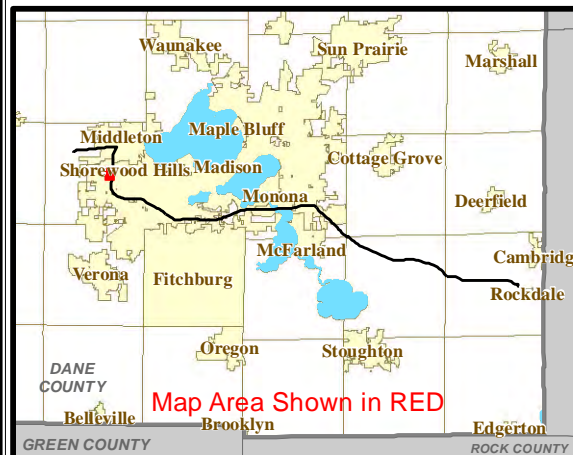 Waunakee
Sun Prairie
Marshall
Middleton
Maple Bluff
Cottage Grove
Shorewood Hills
Madison
Monona
Deerfield
McFarland
Cambridg
Verona
Fitchburg
Rockdale
Oregon
Stoughton
DANE
COUNTY
Map Area Shown in RED
Belleville
Brooklyn
Edgerton
GREEN COUNTY
ROCK COUNTY